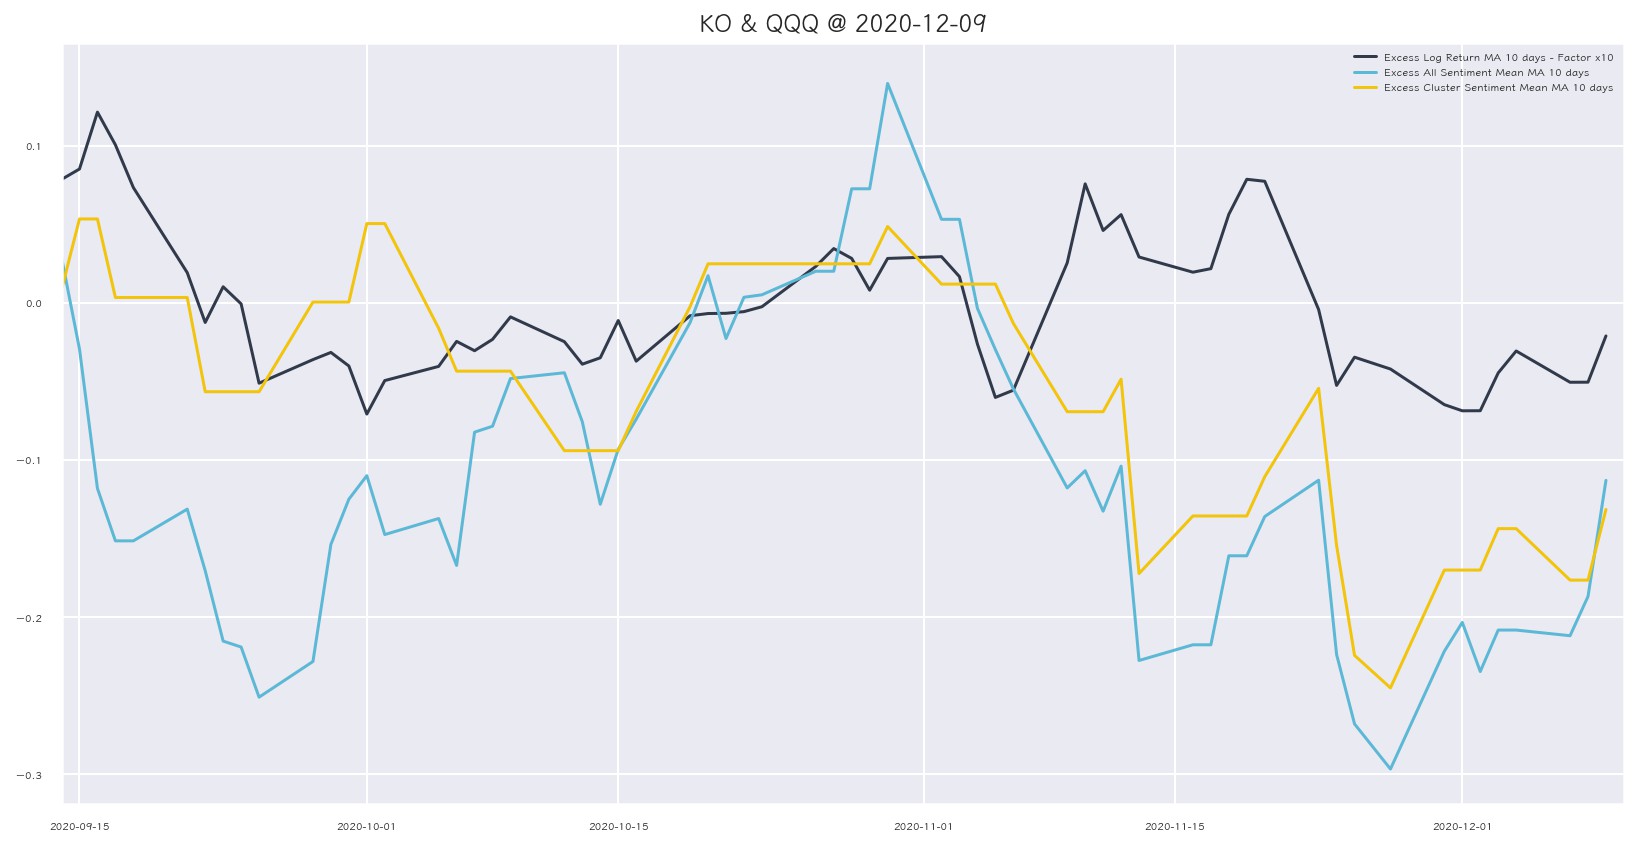 KO & QQQ @ 2020-12-09
Excess Log Return MA 10 days - Factor x10
Excess All Sentiment Mean MA 10 days
Excess Cluster Sentiment Mean MA 10 days
0.1
0.0
−0.1
−0.2
−0.3
2020-09-15 2020-10-01 2020-10-15 2020-11-01 2020-11-15 2020-12-01